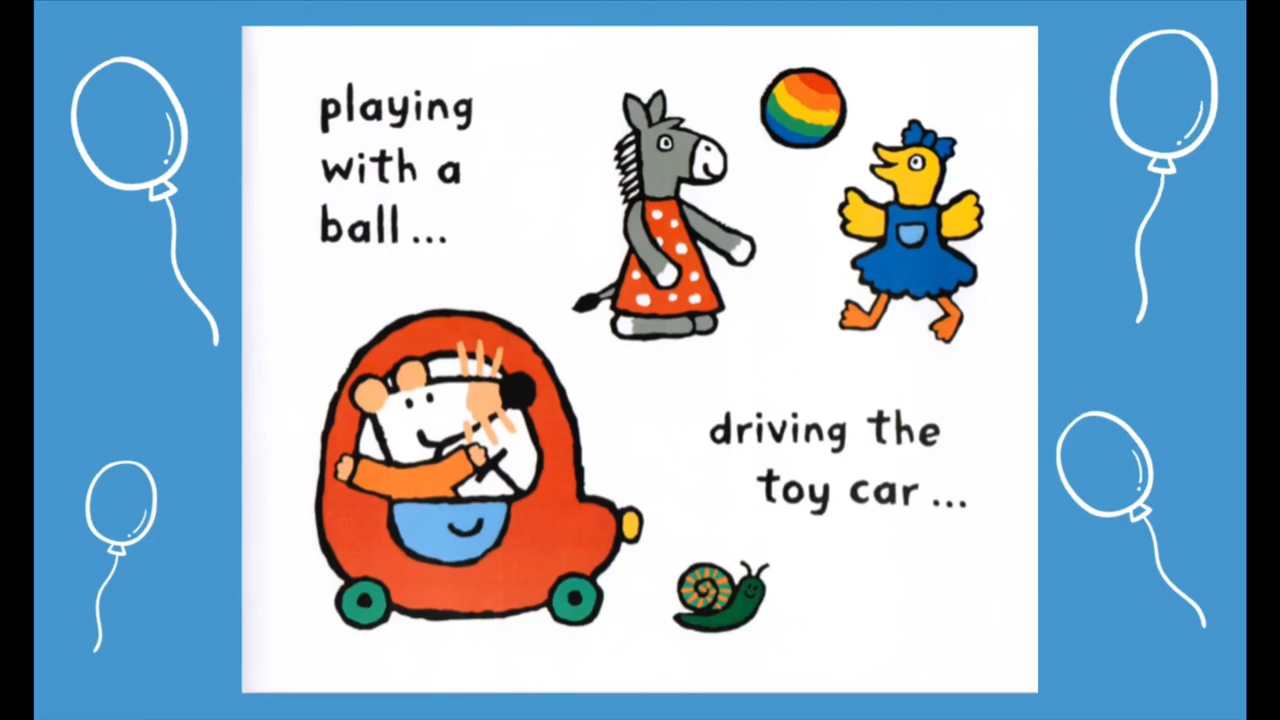 playing
with a
ball ...
driving the
toy car ...